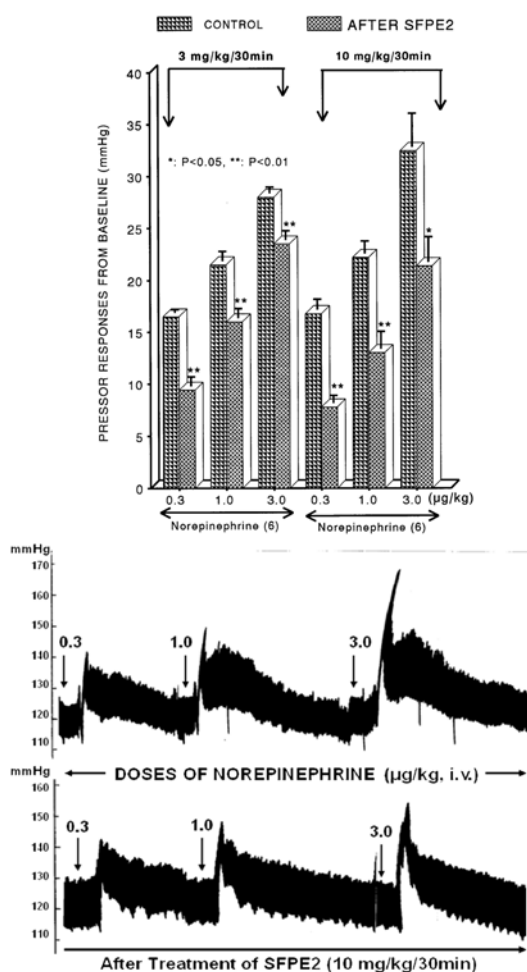 CONTROL AFTER SFPE2
3 mg/kg/30min 10 mg/kg/30min
PRESSOR RESPONSES FROM BASELINE (mmHg)
40
35
30
25
20
15
10
5
0
*: P<0.05, **: P<0.01
** ** ** ** ** *
0.3 1.0 3.0 0.3 1.0 3.0 (µg/kg)
Norepinephrine (6) Norepinephrine (6)
mmHg
170
160
150
140
130
120
110
0.3 1.0 3.0
DOSES OF NOREPINEPHRINE (µg/kg, i.v.)
mmHg
160
150
140
130
120
110
0.3 1.0 3.0
After Treatment of SFPE2 (10 mg/kg/30min)